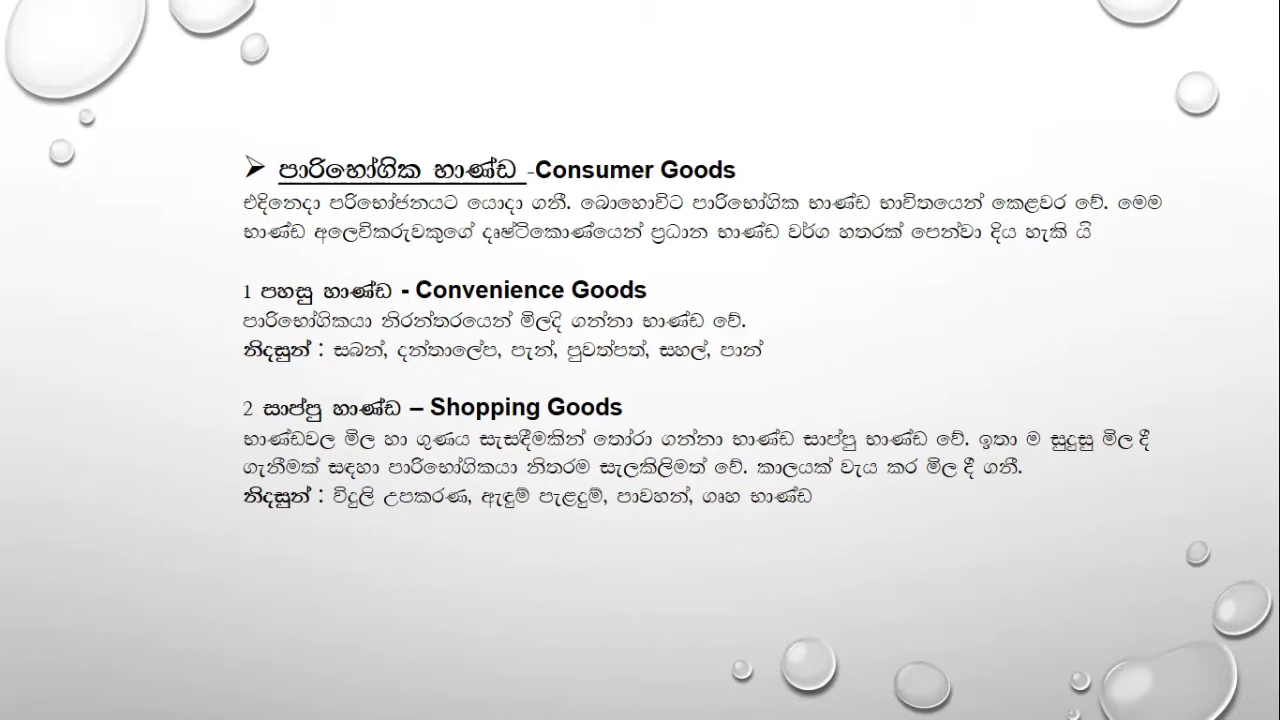 ➢ පාරිභෝගික භාණ්ඩ -Consumer Goods
එදිනෙදා පරිභෝජනයට යොදා ගනී. බොහොවිට පාරිභෝගික භාණ්ඩ භාවිතයෙන් කෙළවර වේ. මෙම
භාණ්ඩ අලෙවිකරුවකුගේ දෘෂ්ටිකොණයෙන් ප්‍රධාන භාණ්ඩ වර්ග හතරක් පෙන්වා දිය හැකි යි
1 පහසු භාණ්ඩ - Convenience Goods
පාරිභෝගිකයා නිරන්තරයෙන් මිලදි ගන්නා භාණ්ඩ වේ.
නිදසුන් : සබන්, දන්තාලේප, පැන්, පුවත්පත්, සහල්, පාන්
2 සාප්පු භාණ්ඩ – Shopping Goods
භාණ්ඩවල මිල හා ගුණය සැසඳීමකින් තෝරා ගන්නා භාණ්ඩ සාප්පු භාණ්ඩ වේ. ඉතා ම සුදුසු මිල දී
ගැනීමක් සඳහා පාරිභෝගිකයා නිතරම සැලකිලිමත් වේ. කාලයක් වැය කර මිල දී ගනී.
නිදසුන් : විදුලි උපකරණ, ඇඳුම් පැළඳුම්, පාවහන්, ගෘහ භාණ්ඩ